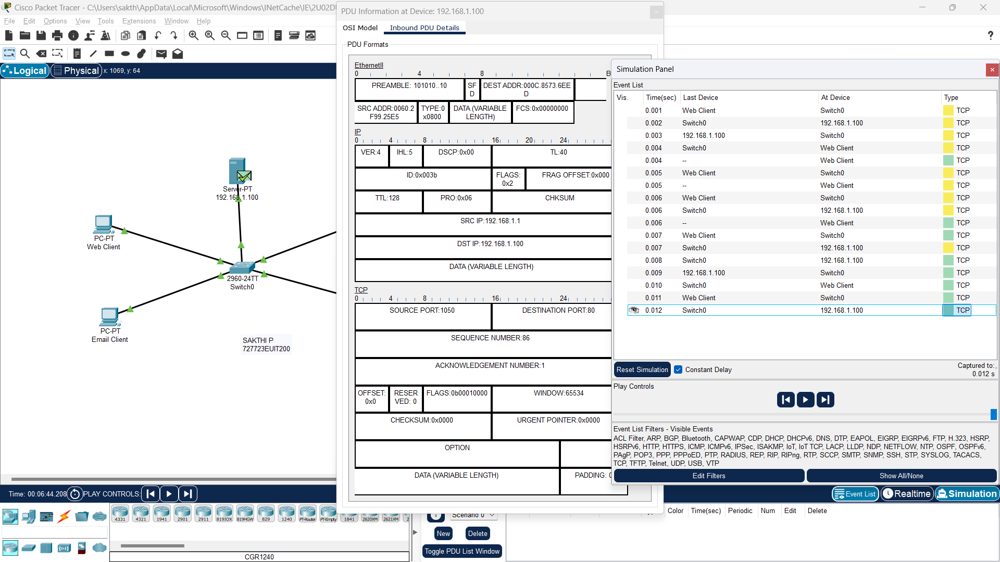 Cisco Packet Tracer - C:\Users\sakth\AppData\Local\Microsoft\Windows\INetCache\IE\2U02D
File Edit Options View Tools Extensions Window Help
Logical Physical x: 1069, y: 64
Server-PT
192.168.1.100
PC-PT
Web Client
2960-24TT
Switch0
PC-PT
Email Client
SAKTHI P
727723EUIT200
Time: 00:06:44.208 PLAY CONTROLS:
4331 4321 1941 2901 2911 819IOX 819HGW 829 1240 PT-Router PT-Empty 1841 2620XM 2621XM 2
CGR1240
PDU Information at Device: 192.168.1.100
OSI Model Inbound PDU Details
PDU Formats
EthernetII
0 4 8 B
PREAMBLE: 101010..10
SF
D
DEST ADDR:000C.8573.6EE
D
SRC ADDR:0060.2
F99.25E5
TYPE:0
x0800
DATA (VARIABLE
LENGTH)
FCS:0x00000000
IP
0 4 8 16 20 24
VER:4 IHL:5 DSCP:0x00 TL:40
ID:0x003b
FLAGS:
0x2
FRAG OFFSET:0x000
TTL:128 PRO:0x06 CHKSUM
SRC IP:192.168.1.1
DST IP:192.168.1.100
DATA (VARIABLE LENGTH)
TCP
0 4 8 16 24
SOURCE PORT:1050 DESTINATION PORT:80
SEQUENCE NUMBER:86
ACKNOWLEDGEMENT NUMBER:1
OFFSET:
0x0
RESER
VED: 0
FLAGS:0b00010000 WINDOW:65534
CHECKSUM:0x0000 URGENT POINTER:0x0000
OPTION
DATA (VARIABLE LENGTH) PADDING:
Scenario 0
New Delete
Toggle PDU List Window
Simulation Panel
Event List
Vis. Time(sec) Last Device At Device Type
0.001 Web Client Switch0 TCP
0.002 Switch0 192.168.1.100 TCP
0.003 192.168.1.100 Switch0 TCP
0.004 Switch0 Web Client TCP
0.004 -- Web Client TCP
0.005 Web Client Switch0 TCP
0.005 -- Web Client TCP
0.006 Web Client Switch0 TCP
0.006 Switch0 192.168.1.100 TCP
0.006 -- Web Client TCP
0.007 Web Client Switch0 TCP
0.007 Switch0 192.168.1.100 TCP
0.008 Switch0 192.168.1.100 TCP
0.009 192.168.1.100 Switch0 TCP
0.010 Switch0 Web Client TCP
0.011 Web Client Switch0 TCP
0.012 Switch0 192.168.1.100 TCP
Reset Simulation Constant Delay
Captured to:
0.012 s
Play Controls
Event List Filters - Visible Events
ACL Filter, ARP, BGP, Bluetooth, CAPWAP, CDP, DHCP, DHCPv6, DNS, DTP, EAPOL, EIGRP, EIGRPv6, FTP, H.323, HSRP,
HSRPv6, HTTP, HTTPS, ICMP, ICMPv6, IPSec, ISAKMP, IoT, IoT TCP, LACP, LLDP, NDP, NETFLOW, NTP, OSPF, OSPFv6,
PAgP, POP3, PPP, PPPoED, PTP, RADIUS, REP, RIP, RIPng, RTP, SCCP, SMTP, SNMP, SSH, STP, SYSLOG, TACACS,
TCP, TFTP, Telnet, UDP, USB, VTP
Edit Filters Show All/None
Event List Realtime Simulation
Color Time(sec) Periodic Num Edit Delete